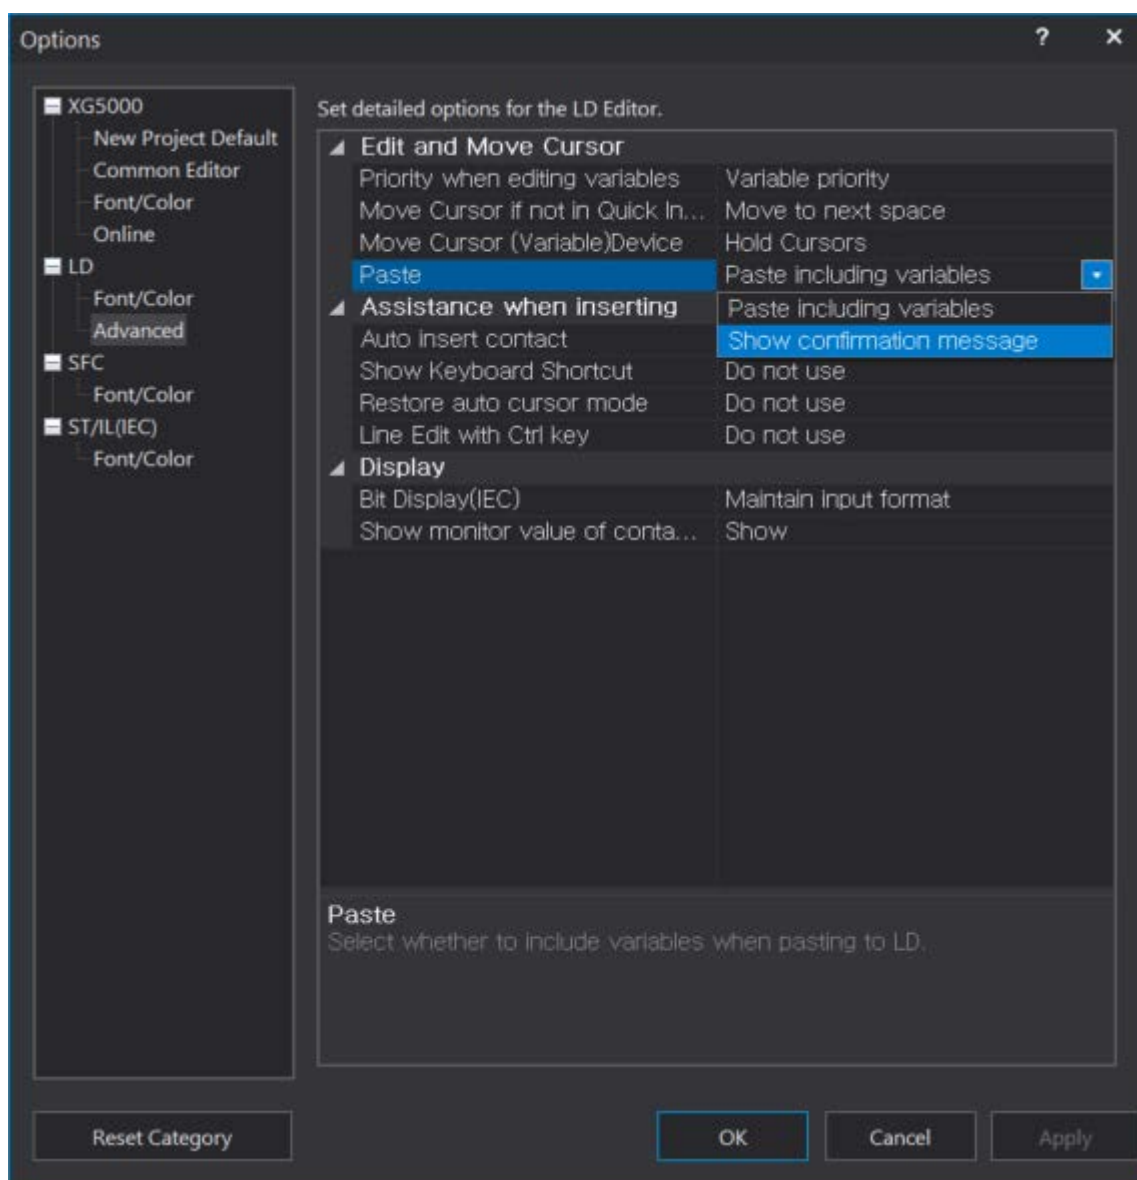 Options
?
×
XG5000
New Project Default
Common Editor
Font/Color
Online
LD
Font/Color
Advanced
SFC
Font/Color
ST/IL(IEC)
Font/Color
Set detailed options for the LD Editor.
Edit and Move Cursor
Priority when editing variables Variable priority
Move Cursor if not in Quick In... Move to next space
Move Cursor (Variable)Device Hold Cursors
Paste Paste including variables
Assistance when inserting Paste including variables
Auto insert contact Show confirmation message
Show Keyboard Shortcut Do not use
Restore auto cursor mode Do not use
Line Edit with Ctrl key Do not use
Display
Bit Display(IEC) Maintain input format
Show monitor value of conta... Show
Paste
Select whether to include variables when pasting to LD.
Reset Category OK Cancel Apply